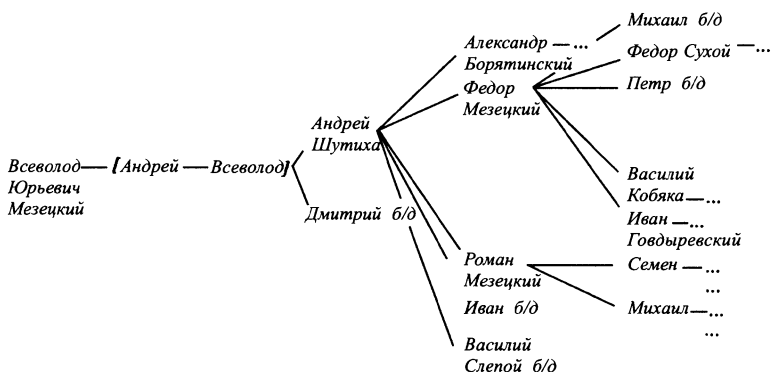 Михаил б/д
Александр — ...
Борятинский
Федор Сухой — ...
Федор
Мезецкий
Петр б/д
Андрей
Шутиха
Всеволод — [Андрей — Всеволод]
Юрьевич
Мезецкий
Василий
Кобяка — ...
Дмитрий б/д
Иван — ...
Говдыревский
Роман
Мезецкий
Семен — ...
...
Иван б/д
Михаил — ...
...
Василий
Слепой б/д